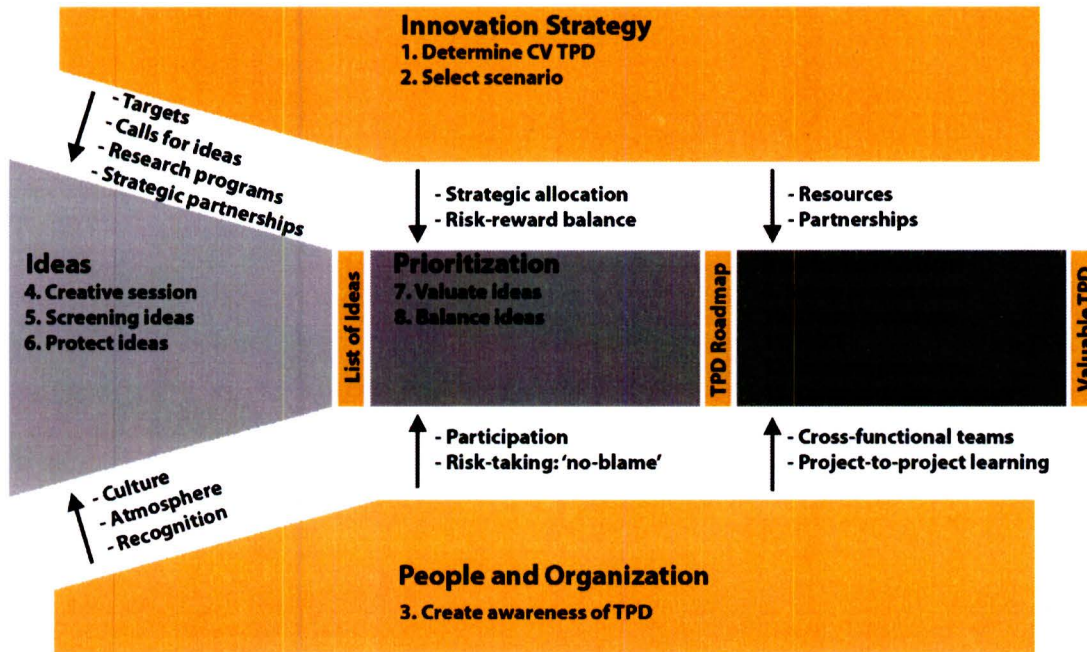 Innovation Strategy
1. Determine CV TPD
2. Select scenario
- Targets
- Calls for ideas
- Research programs
- Strategic partnerships
- Strategic allocation
- Risk-reward balance
- Resources
- Partnerships
Ideas
4. Creative session
5. Screening ideas
6. Protect ideas
List of Ideas
Prioritization
7. Valuate ideas
8. Balance ideas
TPD Roadmap
Valuable TPD
- Culture
- Atmosphere
- Recognition
- Participation
- Risk-taking: ‘no-blame’
- Cross-functional teams
- Project-to-project learning
People and Organization
3. Create awareness of TPD